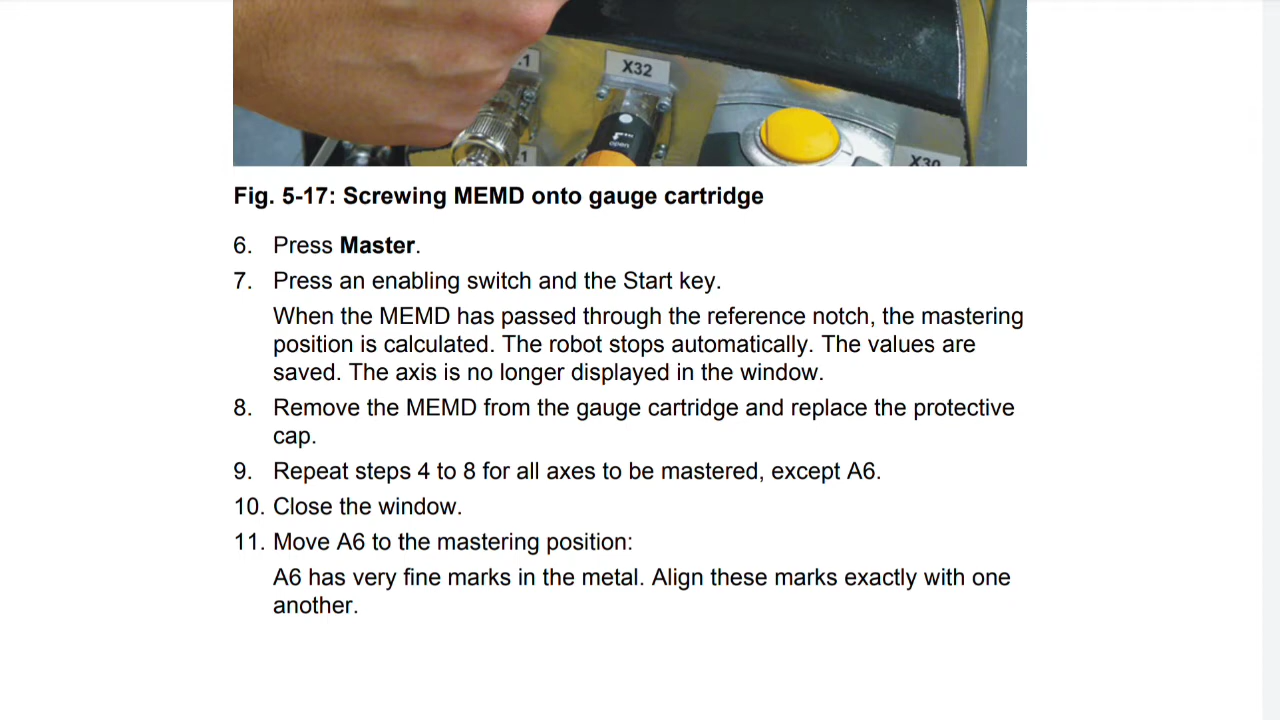 .1
X32
open
.1
X30
Fig. 5-17: Screwing MEMD onto gauge cartridge
6. Press Master.
7. Press an enabling switch and the Start key.
When the MEMD has passed through the reference notch, the mastering
position is calculated. The robot stops automatically. The values are
saved. The axis is no longer displayed in the window.
8. Remove the MEMD from the gauge cartridge and replace the protective
cap.
9. Repeat steps 4 to 8 for all axes to be mastered, except A6.
10. Close the window.
11. Move A6 to the mastering position:
A6 has very fine marks in the metal. Align these marks exactly with one
another.